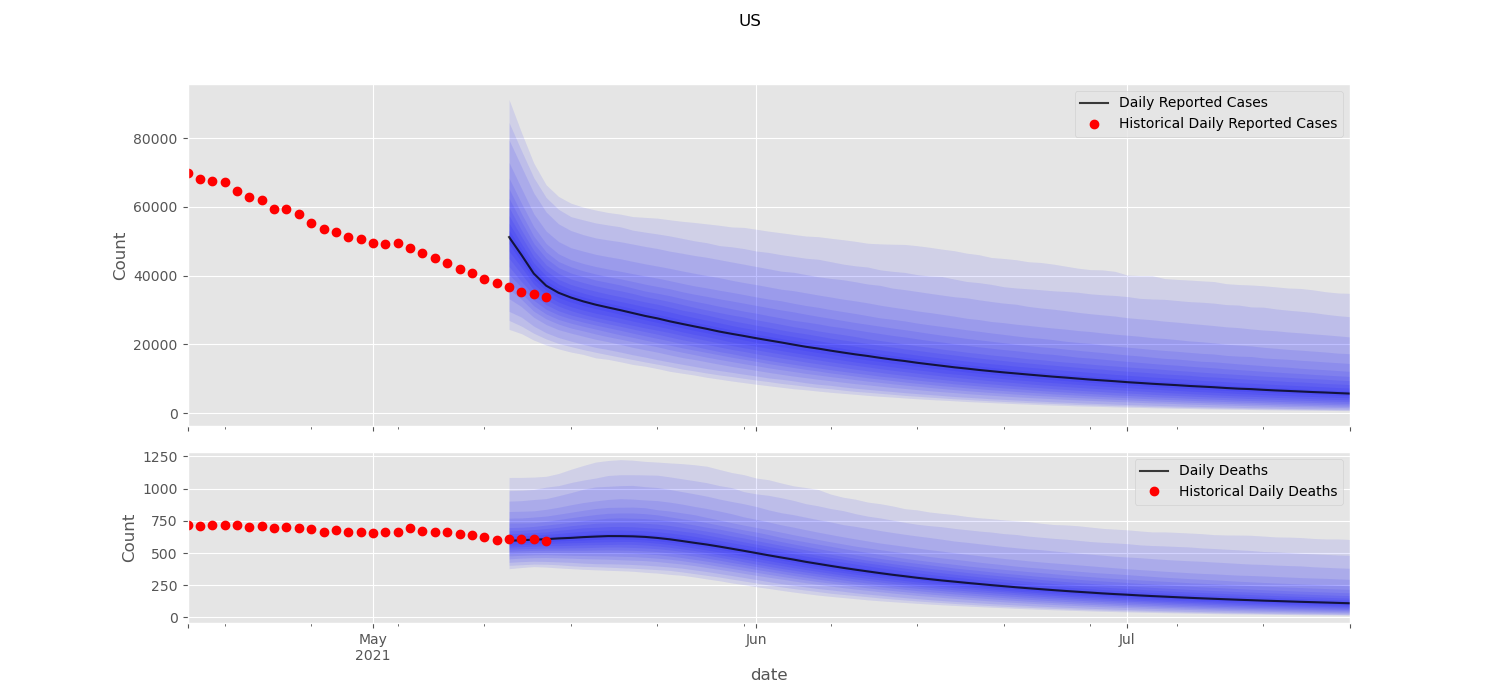 US
Daily Reported Cases
Historical Daily Reported Cases
80000
60000
40000
20000
0
Count
Daily Deaths
Historical Daily Deaths
1250
1000
750
500
250
0
Count
May
2021
Jun
Jul
date